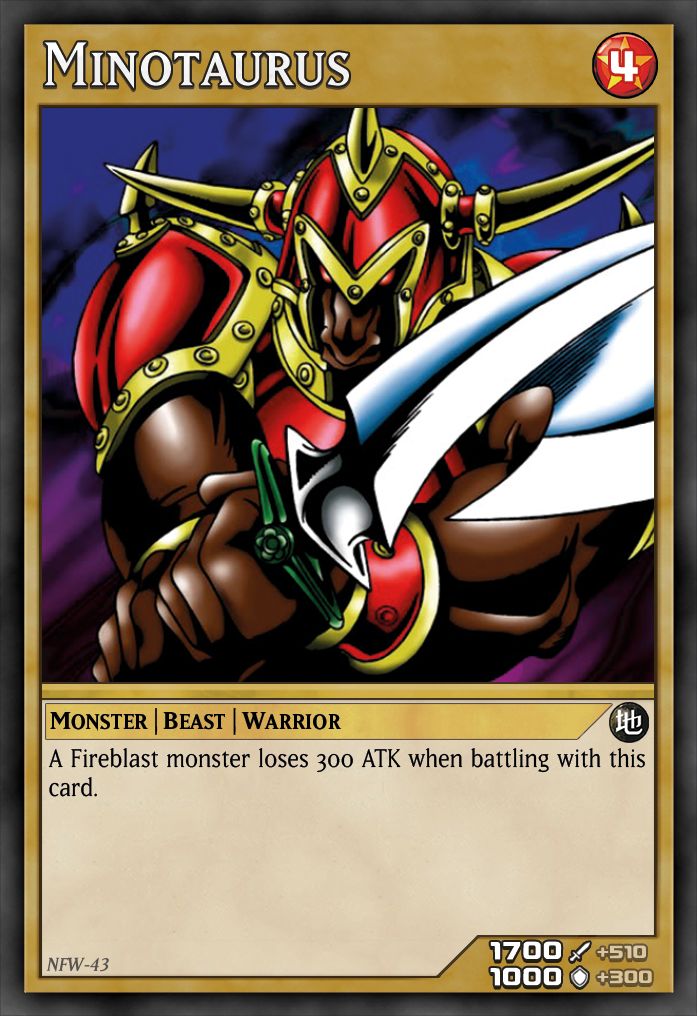 Minotaurus
4
Monster | Beast | Warrior
地
A Fireblast monster loses 300 ATK when battling with this
card.
1700 +510
1000 +300
NFW-43